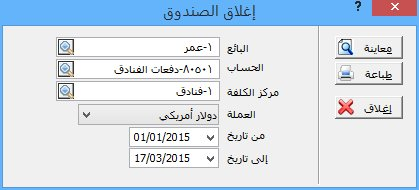 إغلاق الصندوق
البائع ١-عمر
الحساب ٨٠٥٠١-دفعات الفنادق
مركز الكلفة ١-فنادق
العملة دولار أمريكي
من تاريخ 01/01/2015
إلى تاريخ 17/03/2015
معاينة
طباعة
إغلاق